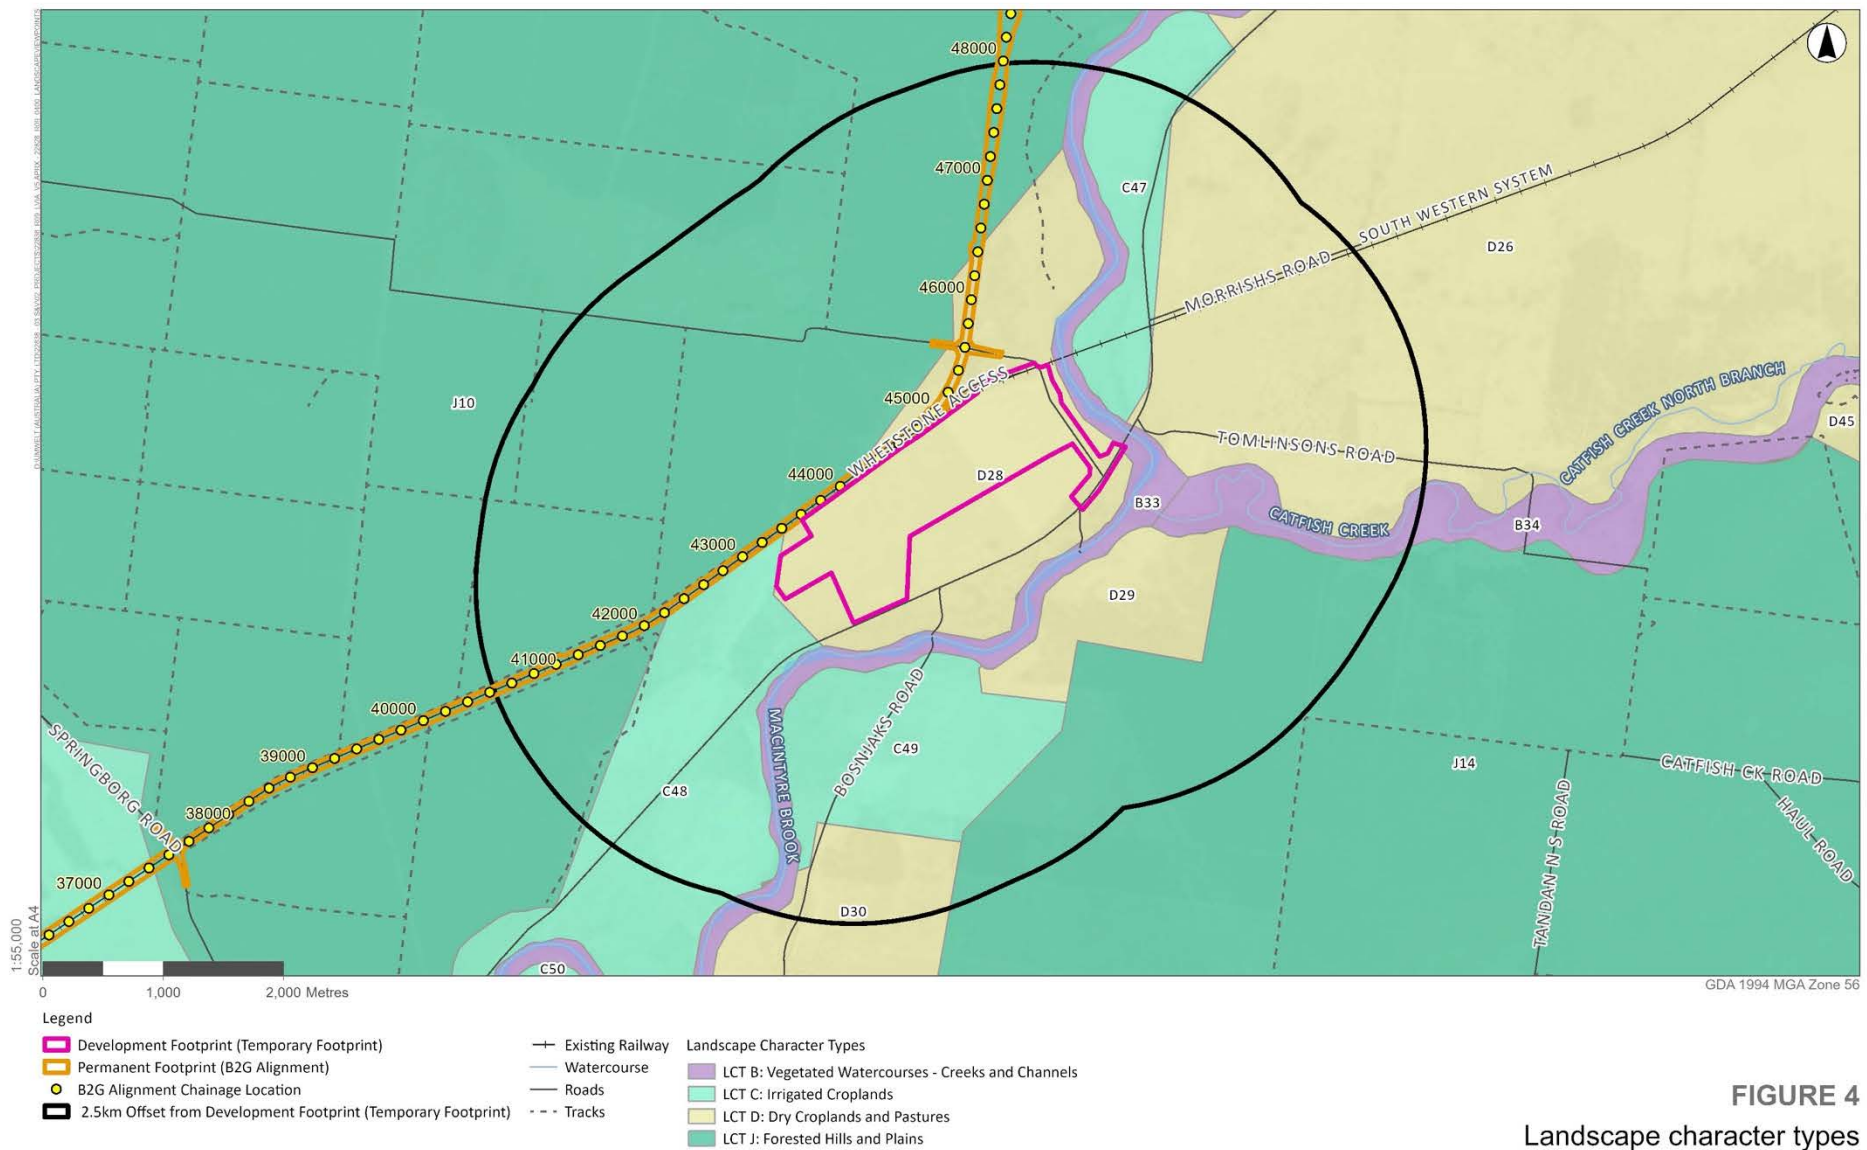 48000
47000
C47
SOUTH WESTERN SYSTEM
MORRISHS ROAD
D26
46000
J10
45000
WHETSTONE ACCESS
CATFISH CREEK NORTH BRANCH
D45
TOMLINSONS ROAD
44000
D28
B33
CATFISH CREEK
B34
43000
D29
42000
41000
40000
39000
38000
37000
SPRINGBORG ROAD
MACINTYRE BROOK
BOSNJAKS ROAD
C49
C48
J14
CATFISH CK ROAD
HAUL ROAD
TANDAN N S ROAD
D30
C50
1:55,000
Scale at A4
0
1,000
2,000 Metres
GDA 1994 MGA Zone 56
Legend
Development Footprint (Temporary Footprint)
Permanent Footprint (B2G Alignment)
B2G Alignment Chainage Location
2.5km Offset from Development Footprint (Temporary Footprint)
Existing Railway
Watercourse
Roads
Tracks
Landscape Character Types
LCT B: Vegetated Watercourses - Creeks and Channels
LCT C: Irrigated Croplands
LCT D: Dry Croplands and Pastures
LCT J: Forested Hills and Plains
FIGURE 4
Landscape character types